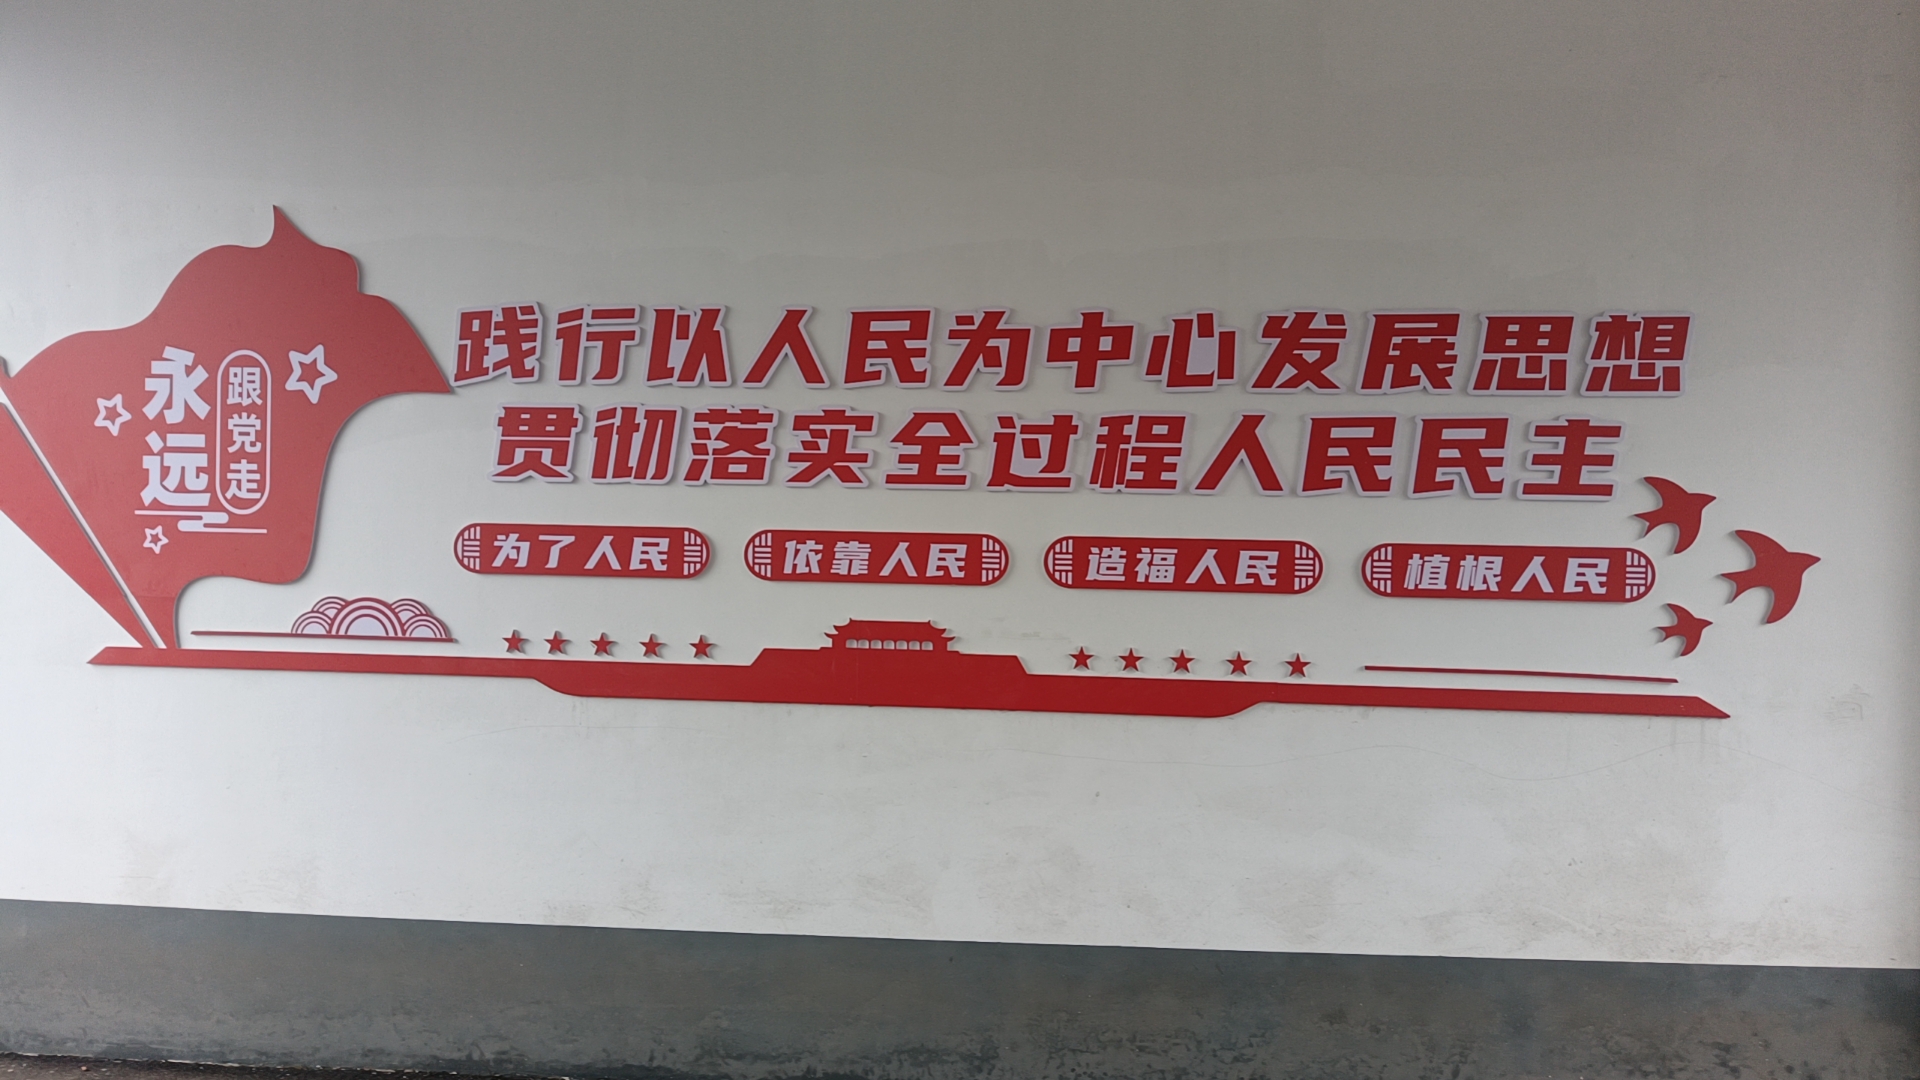 永远
跟党走
践行以人民为中心发展思想
贯彻落实全过程人民民主
为了人民
依靠人民
造福人民
植根人民